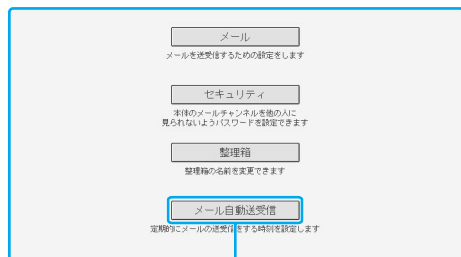 メール
メールを送受信するための設定をします
セキュリティ
本体のメールチャンネルを他の人に
見られないようパスワードを設定できます
整理箱
整理箱の名前を変更できます
メール自動送受信
定期的にメールの送受信をする時刻を設定します